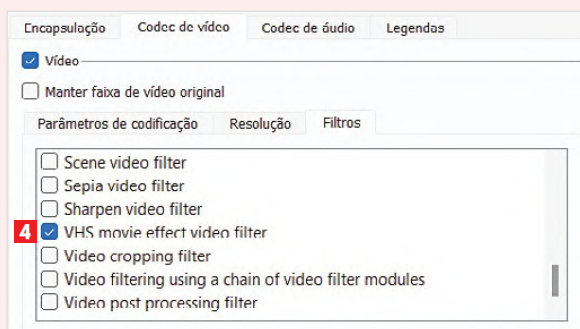 Encapsulação Codec de vídeo Codec de áudio Legendas
Vídeo
Manter faixa de vídeo original
Parâmetros de codificação Resolução Filtros
Scene video filter
Sepia video filter
Sharpen video filter
4 VHS movie effect video filter
Video cropping filter
Video filtering using a chain of video filter modules
Video post processing filter